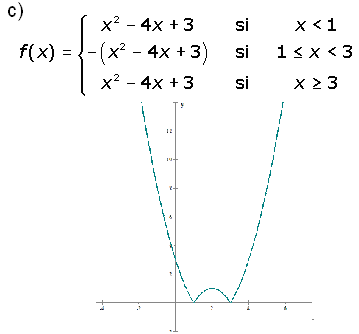 c)
x² – 4x + 3 si x < 1
f(x) = { –(x² – 4x + 3) si 1 ≤ x < 3
x² – 4x + 3 si x ≥ 3